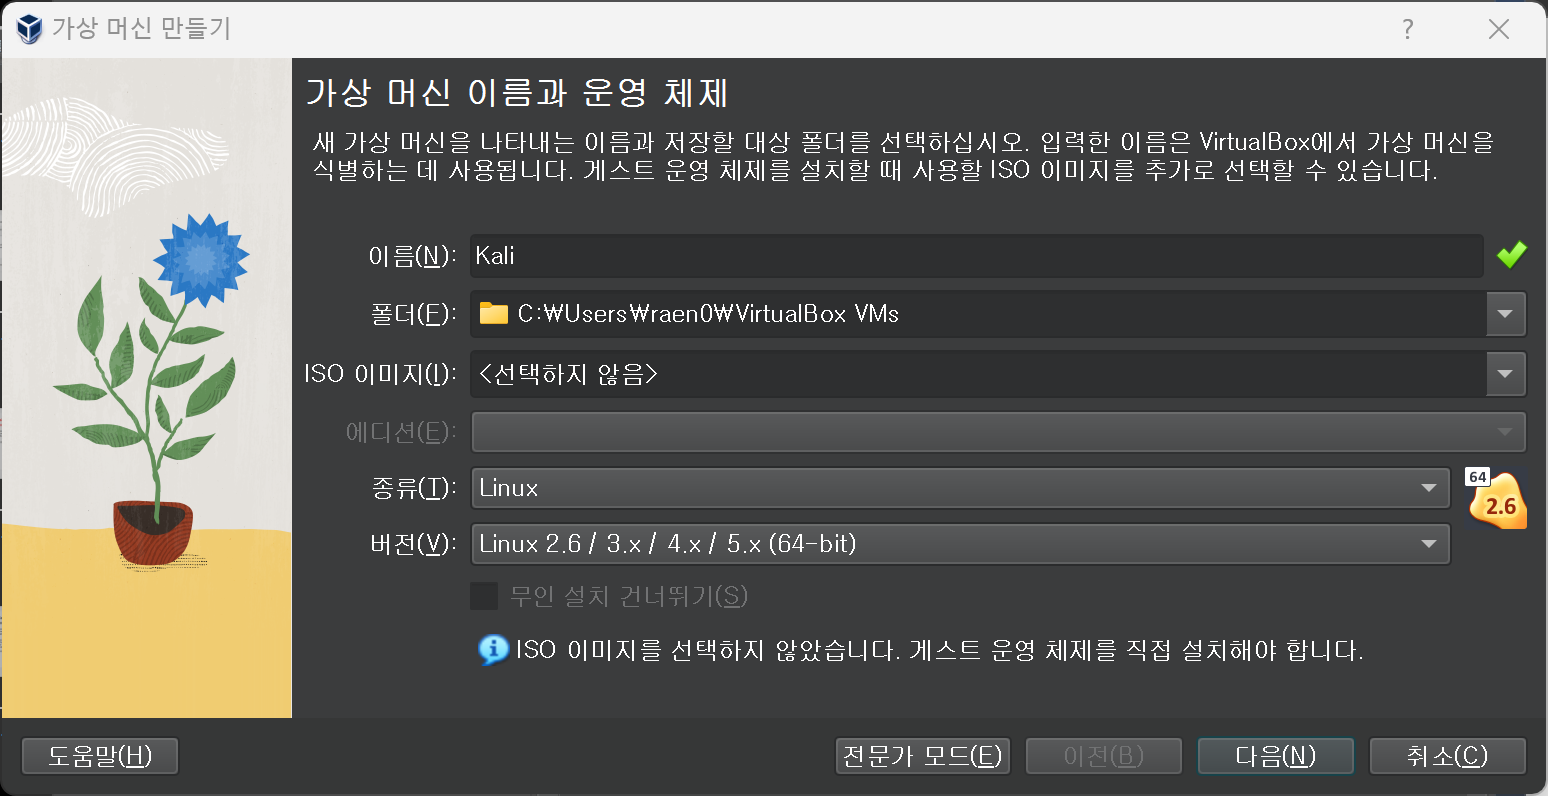 가상 머신 만들기
?
가상 머신 이름과 운영 체제
새 가상 머신을 나타내는 이름과 저장할 대상 폴더를 선택하십시오. 입력한 이름은 VirtualBox에서 가상 머신을
식별하는 데 사용됩니다. 게스트 운영 체제를 설치할 때 사용할 ISO 이미지를 추가로 선택할 수 있습니다.
이름(N): Kali
폴더(F): C:₩Users₩raen0₩VirtualBox VMs
ISO 이미지(I): <선택하지 않음>
에디션(E):
종류(T): Linux
64
2.6
버전(V): Linux 2.6 / 3.x / 4.x / 5.x (64-bit)
무인 설치 건너뛰기(S)
ISO 이미지를 선택하지 않았습니다. 게스트 운영 체제를 직접 설치해야 합니다.
도움말(H) 전문가 모드(E) 이전(B) 다음(N) 취소(C)